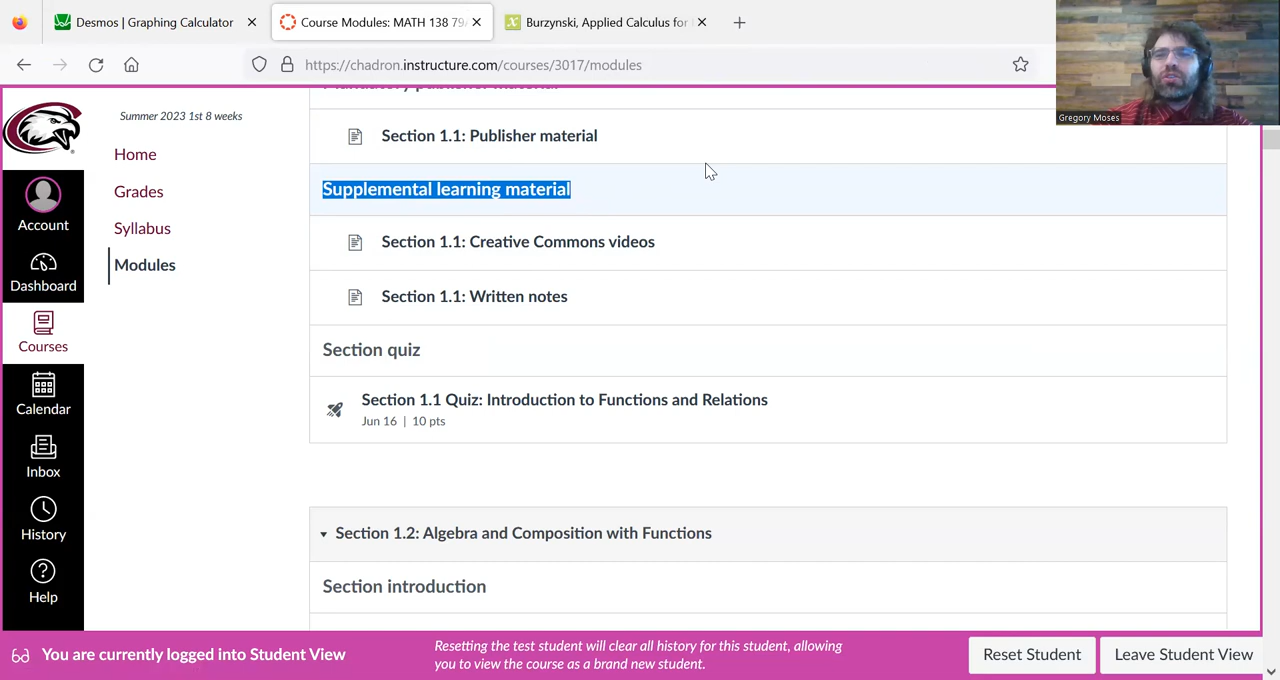 Desmos | Graphing Calculator
Course Modules: MATH 138 79
Burzynski, Applied Calculus for
https://chadron.instructure.com/courses/3017/modules
Gregory Moses
Summer 2023 1st 8 weeks
Home
Grades
Syllabus
Modules
Account
Dashboard
Courses
Calendar
Inbox
History
Help
Mandatory publisher material
Section 1.1: Publisher material
Supplemental learning material
Section 1.1: Creative Commons videos
Section 1.1: Written notes
Section quiz
Section 1.1 Quiz: Introduction to Functions and Relations
Jun 16 | 10 pts
Section 1.2: Algebra and Composition with Functions
Section introduction
You are currently logged into Student View
Resetting the test student will clear all history for this student, allowing
you to view the course as a brand new student.
Reset Student
Leave Student View